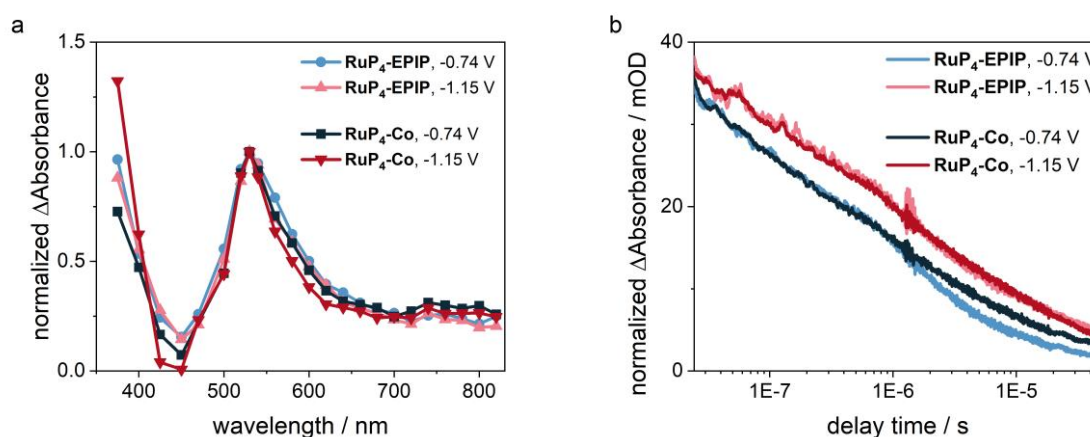 a
normalized ΔAbsorbance
1.5
1.0
0.5
0.0
400 500 600 700 800
wavelength / nm
RuP₄-EPIP, -0.74 V
RuP₄-EPIP, -1.15 V
RuP₄-Co, -0.74 V
RuP₄-Co, -1.15 V
b
normalized ΔAbsorbance / mOD
40
20
0
1E-7 1E-6 1E-5
delay time / s
RuP₄-EPIP, -0.74 V
RuP₄-EPIP, -1.15 V
RuP₄-Co, -0.74 V
RuP₄-Co, -1.15 V